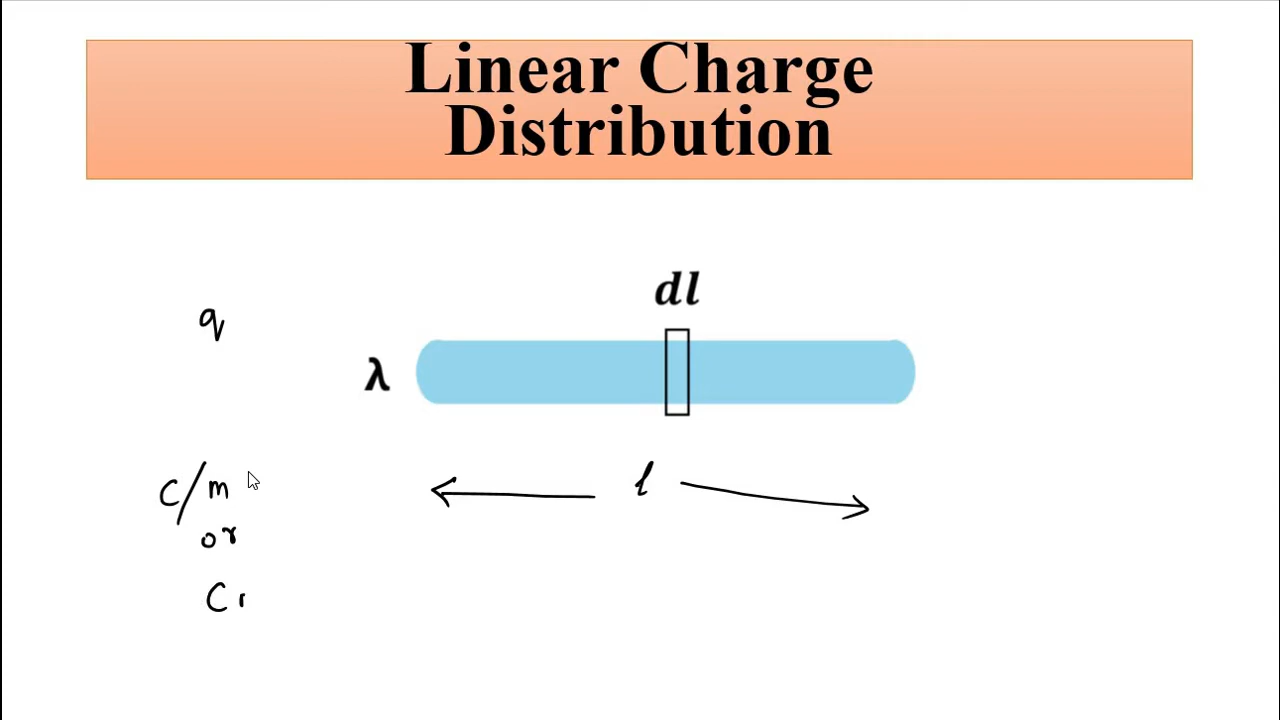 Linear Charge
Distribution
dl
q
λ
C/m
l
or
C